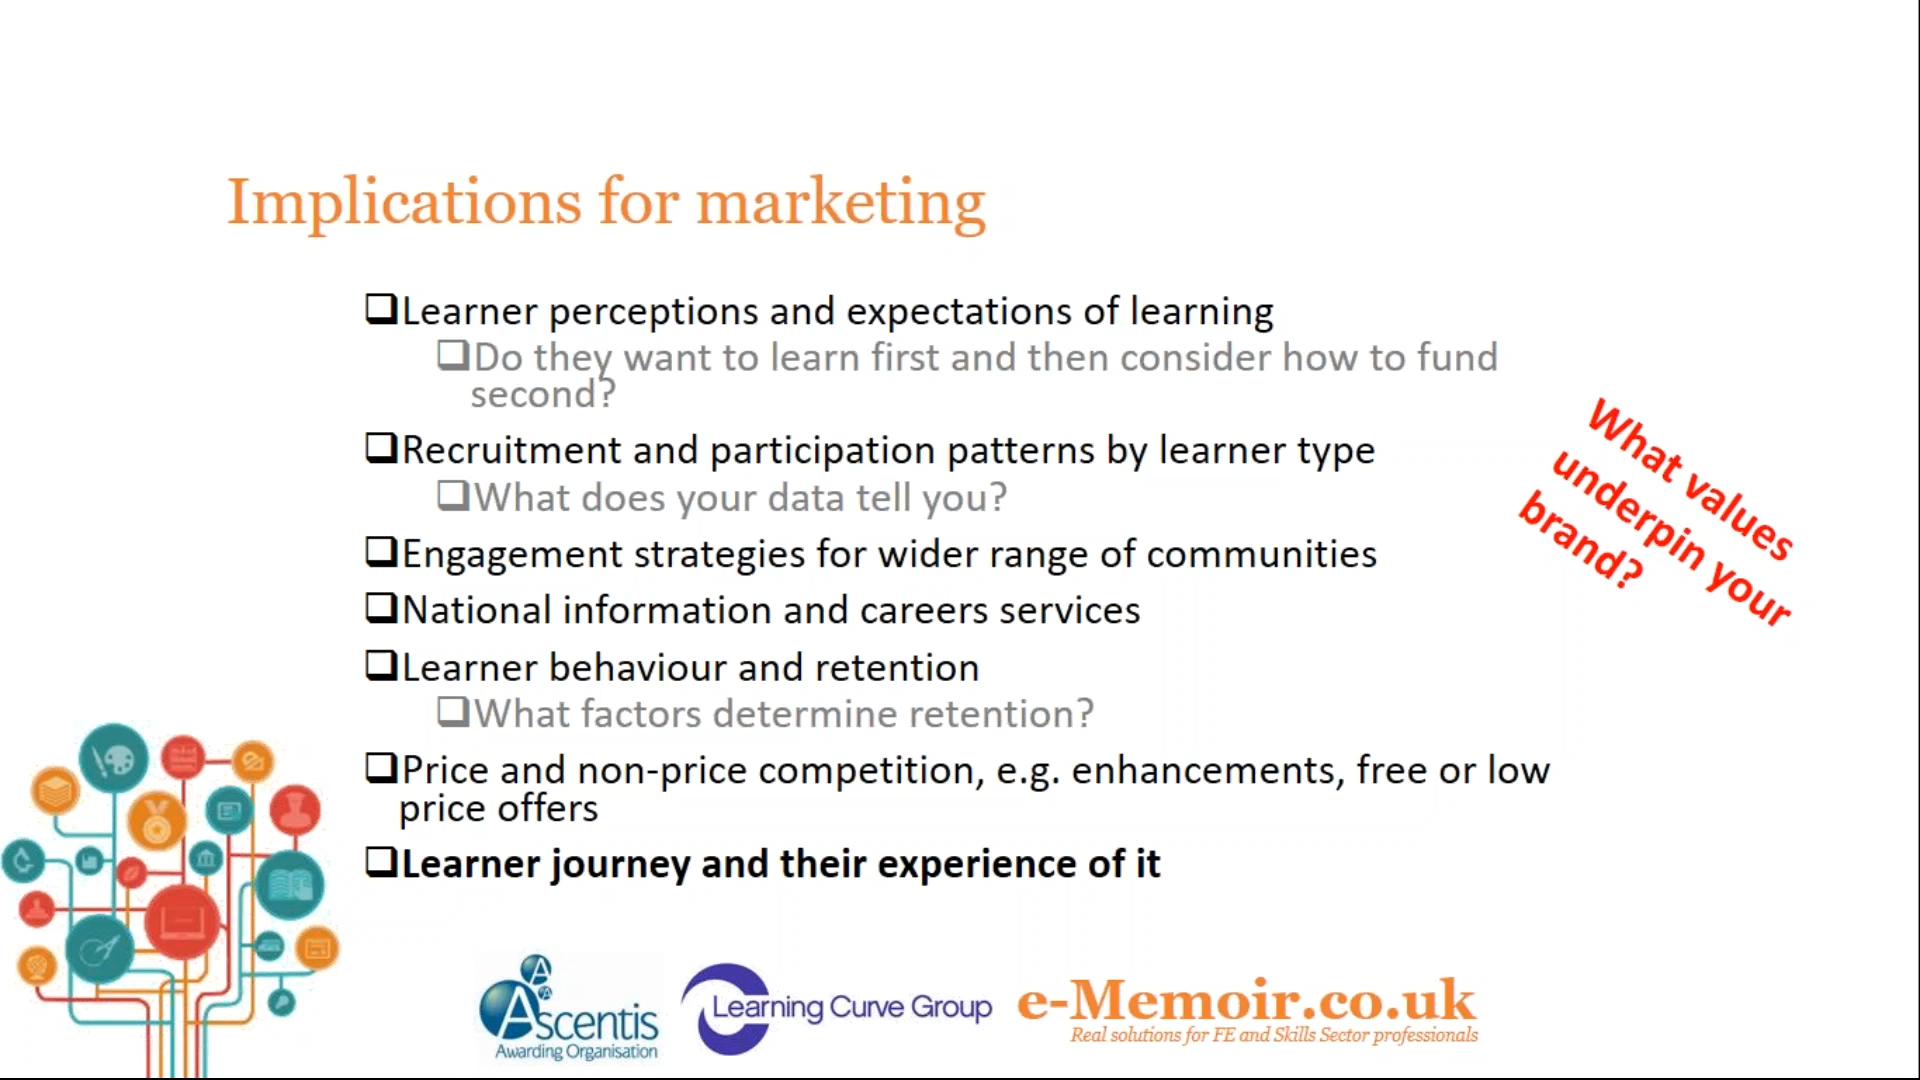 Implications for marketing
❑Learner perceptions and expectations of learning
❑Do they want to learn first and then consider how to fund
second?
❑Recruitment and participation patterns by learner type
❑What does your data tell you?
❑Engagement strategies for wider range of communities
❑National information and careers services
❑Learner behaviour and retention
❑What factors determine retention?
❑Price and non-price competition, e.g. enhancements, free or low
price offers
❑Learner journey and their experience of it
What values
underpin your
brand?
A
A
Ascentis
Awarding Organisation
Learning Curve Group
e-Memoir.co.uk
Real solutions for FE and Skills Sector professionals